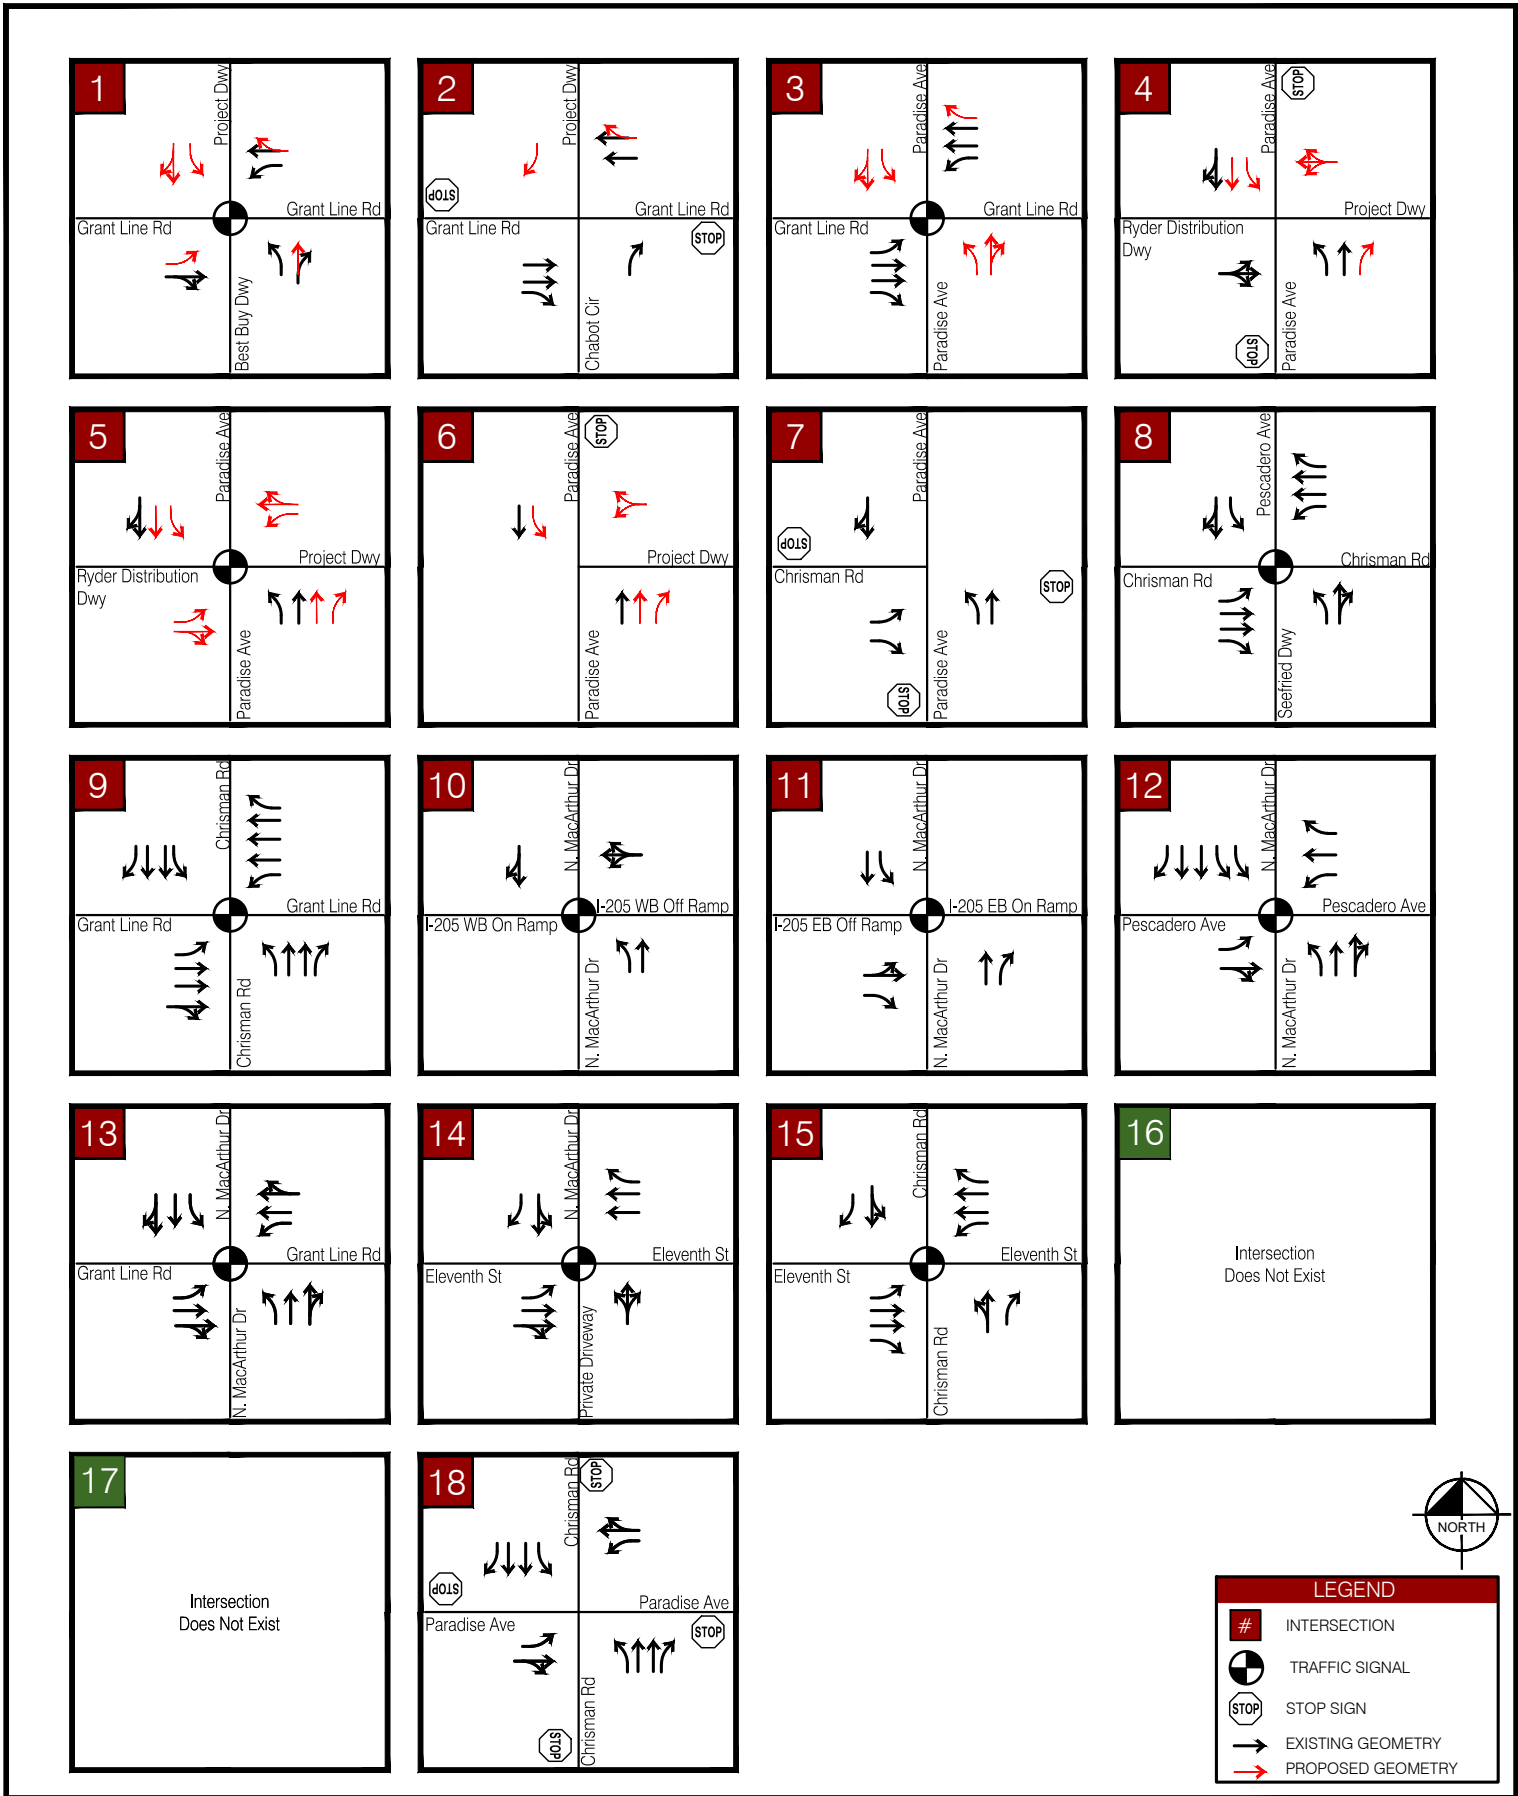 1
Project Dwy
Grant Line Rd
Grant Line Rd
Best Buy Dwy
2
Project Dwy
STOP
Grant Line Rd
Grant Line Rd
STOP
Chabot Cir
3
Paradise Ave
Grant Line Rd
Grant Line Rd
Paradise Ave
4
Paradise Ave
STOP
Project Dwy
Ryder Distribution
Dwy
Paradise Ave
STOP
5
Paradise Ave
Project Dwy
Ryder Distribution
Dwy
Paradise Ave
6
Paradise Ave
STOP
Project Dwy
Paradise Ave
7
Paradise Ave
STOP
Chrisman Rd
STOP
Paradise Ave
STOP
8
Pescadero Ave
Chrisman Rd
Chrisman Rd
Seefried Dwy
9
Chrisman Rd
Grant Line Rd
Grant Line Rd
Chrisman Rd
10
N. MacArthur Dr
I-205 WB Off Ramp
I-205 WB On Ramp
N. MacArthur Dr
11
N. MacArthur Dr
I-205 EB On Ramp
I-205 EB Off Ramp
N. MacArthur Dr
12
N. MacArthur Dr
Pescadero Ave
Pescadero Ave
N. MacArthur Dr
13
N. MacArthur Dr
Grant Line Rd
Grant Line Rd
N. MacArthur Dr
14
N. MacArthur Dr
Eleventh St
Eleventh St
Private Driveway
15
Chrisman Rd
Eleventh St
Eleventh St
Chrisman Rd
16
Intersection
Does Not Exist
17
Intersection
Does Not Exist
18
Chrisman Rd
STOP
STOP
Paradise Ave
Paradise Ave
STOP
Chrisman Rd
STOP
NORTH
LEGEND
# INTERSECTION
TRAFFIC SIGNAL
STOP STOP SIGN
EXISTING GEOMETRY
PROPOSED GEOMETRY